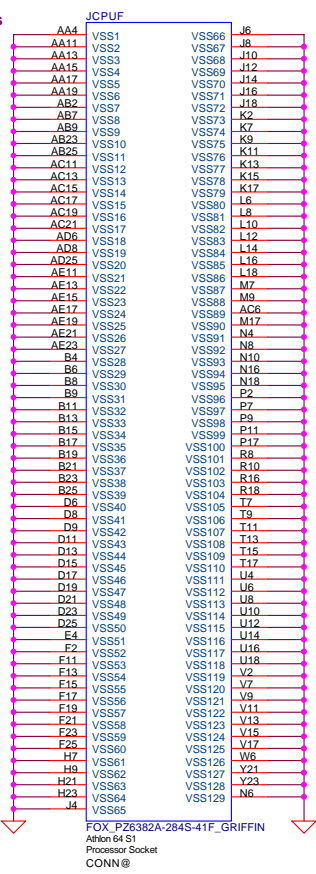 s
JCPUF
AA4 VSS1 VSS66 J6
AA11 VSS2 VSS67 J8
AA13 VSS3 VSS68 J10
AA15 VSS4 VSS69 J12
AA17 VSS5 VSS70 J14
AA19 VSS6 VSS71 J16
AB2 VSS7 VSS72 J18
AB7 VSS8 VSS73 K2
AB9 VSS9 VSS74 K7
AB23 VSS10 VSS75 K9
AB25 VSS11 VSS76 K11
AC11 VSS12 VSS77 K13
AC13 VSS13 VSS78 K15
AC15 VSS14 VSS79 K17
AC17 VSS15 VSS80 L6
AC19 VSS16 VSS81 L8
AC21 VSS17 VSS82 L10
AD6 VSS18 VSS83 L12
AD8 VSS19 VSS84 L14
AD25 VSS20 VSS85 L16
AE11 VSS21 VSS86 L18
AE13 VSS22 VSS87 M7
AE15 VSS23 VSS88 M9
AE17 VSS24 VSS89 AC6
AE19 VSS25 VSS90 M17
AE21 VSS26 VSS91 N4
AE23 VSS27 VSS92 N8
B4 VSS28 VSS93 N10
B6 VSS29 VSS94 N16
B8 VSS30 VSS95 N18
B9 VSS31 VSS96 P2
B11 VSS32 VSS97 P7
B13 VSS33 VSS98 P9
B15 VSS34 VSS99 P11
B17 VSS35 VSS100 P17
B19 VSS36 VSS101 R8
B21 VSS37 VSS102 R10
B23 VSS38 VSS103 R16
B25 VSS39 VSS104 R18
D6 VSS40 VSS105 T7
D8 VSS41 VSS106 T9
D9 VSS42 VSS107 T11
D11 VSS43 VSS108 T13
D13 VSS44 VSS109 T15
D15 VSS45 VSS110 T17
D17 VSS46 VSS111 U4
D19 VSS47 VSS112 U6
D21 VSS48 VSS113 U8
D23 VSS49 VSS114 U10
D25 VSS50 VSS115 U12
E4 VSS51 VSS116 U14
F2 VSS52 VSS117 U16
F11 VSS53 VSS118 U18
F13 VSS54 VSS119 V2
F15 VSS55 VSS120 V7
F17 VSS56 VSS121 V9
F19 VSS57 VSS122 V11
F21 VSS58 VSS123 V13
F23 VSS59 VSS124 V15
F25 VSS60 VSS125 V17
H7 VSS61 VSS126 W6
H9 VSS62 VSS127 Y21
H21 VSS63 VSS128 Y23
H23 VSS64 VSS129 N6
J4 VSS65
FOX_PZ6382A-284S-41F_GRIFFIN
Athlon 64 S1
Processor Socket
CONN@